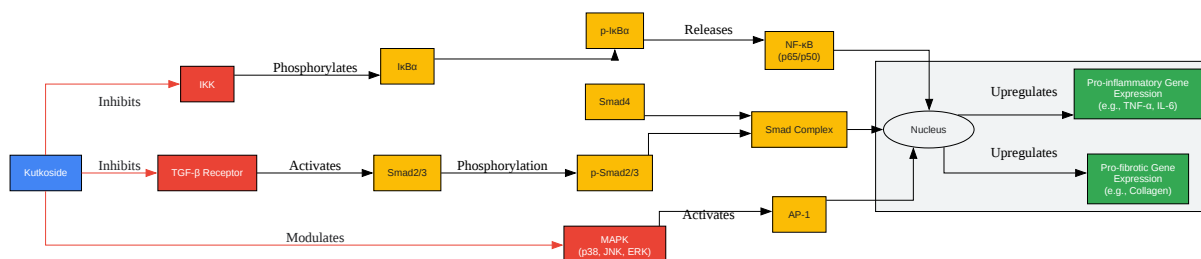 p-IκBα
Releases
NF-κB
(p65/p50)
Phosphorylates
IκBα
IKK
Inhibits
Smad4
Smad Complex
Nucleus
Upregulates
Pro-inflammatory Gene
Expression
(e.g., TNF-α, IL-6)
Kutkoside
Inhibits
TGF-β Receptor
Activates
Smad2/3
Phosphorylation
p-Smad2/3
Upregulates
Pro-fibrotic Gene
Expression
(e.g., Collagen)
Modulates
MAPK
(p38, JNK, ERK)
Activates
AP-1